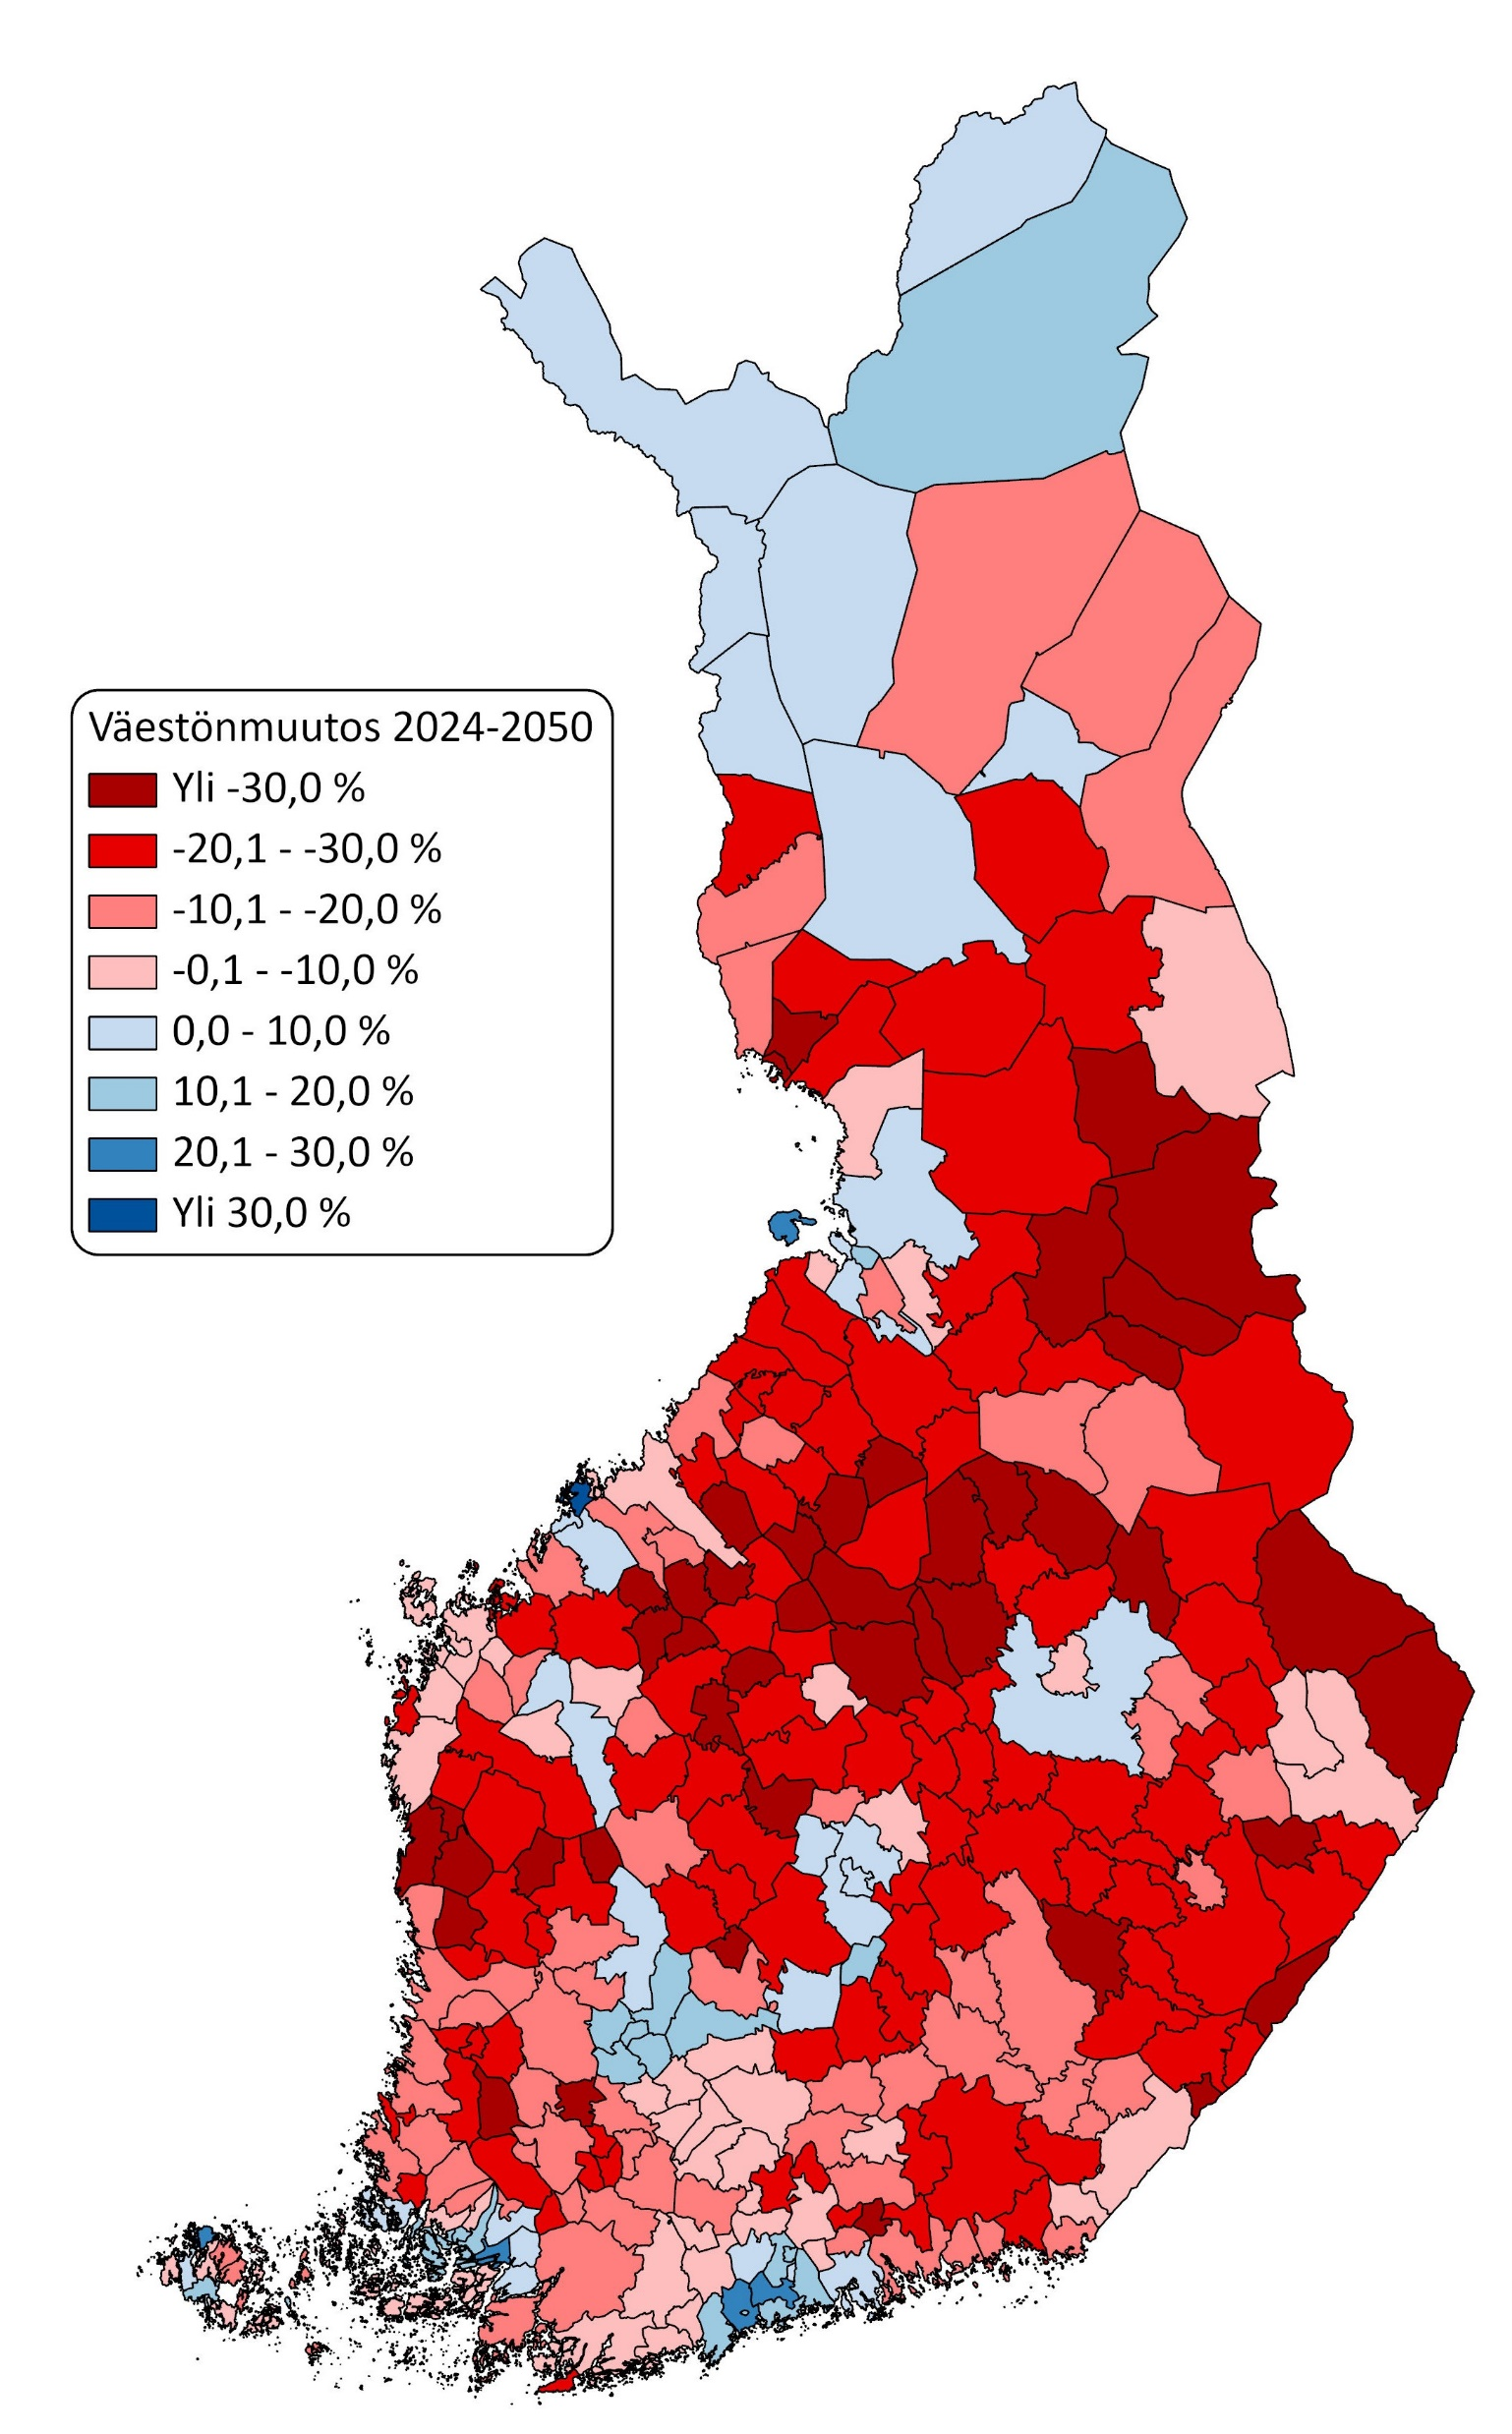 Väestönmuutos 2024-2050
Yli -30,0 %
-20,1 - -30,0 %
-10,1 - -20,0 %
-0,1 - -10,0 %
0,0 - 10,0 %
10,1 - 20,0 %
20,1 - 30,0 %
Yli 30,0 %